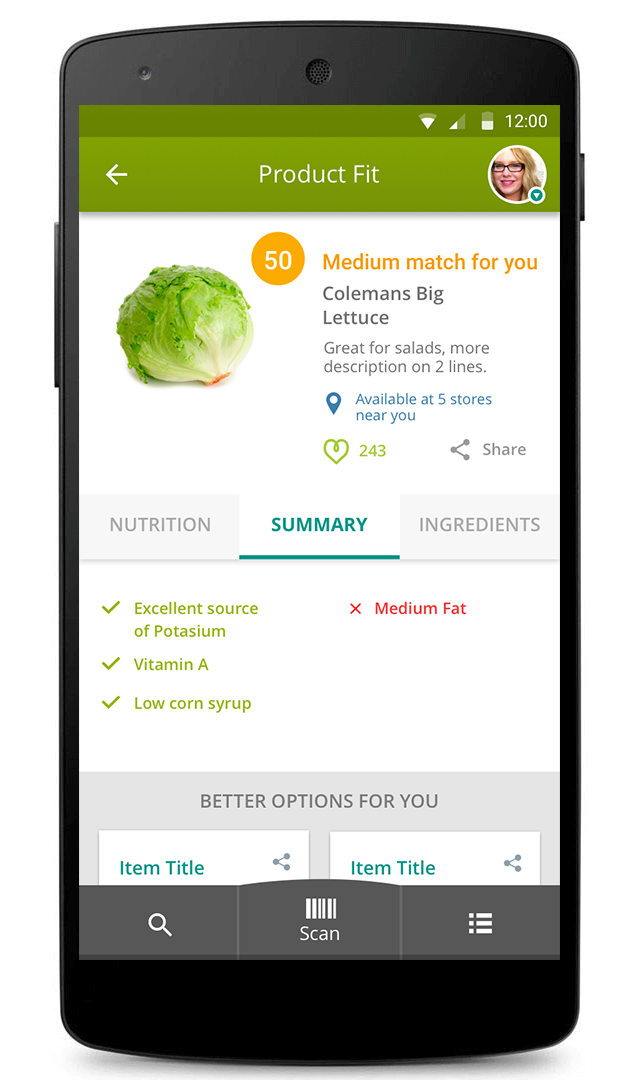 12:00
Product Fit
50
Medium match for you
Colemans Big
Lettuce
Great for salads, more
description on 2 lines.
Available at 5 stores
near you
243
Share
NUTRITION
SUMMARY
INGREDIENTS
Excellent source
of Potasium
Vitamin A
Low corn syrup
Medium Fat
BETTER OPTIONS FOR YOU
Item Title
Item Title
Scan